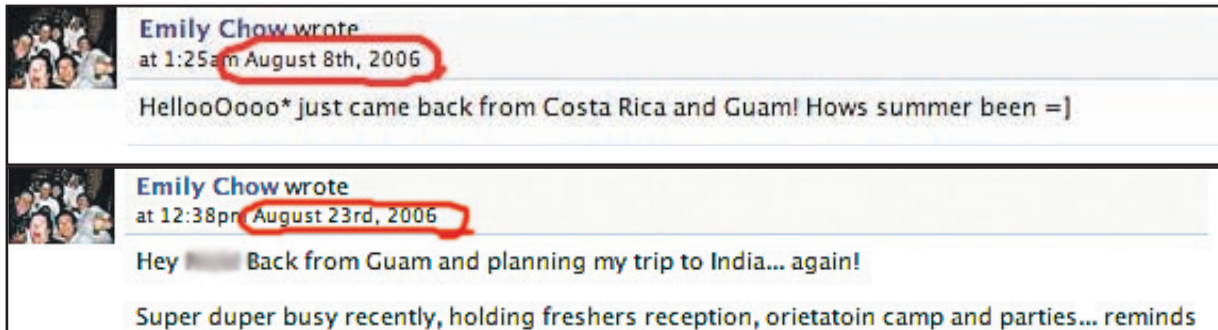 Emily Chow wrote
at 1:25am August 8th, 2006
HellooOooo* just came back from Costa Rica and Guam! Hows summer been =]
Emily Chow wrote
at 12:38pm August 23rd, 2006
Hey Back from Guam and planning my trip to India... again!
Super duper busy recently, holding freshers reception, orietatoin camp and parties... reminds